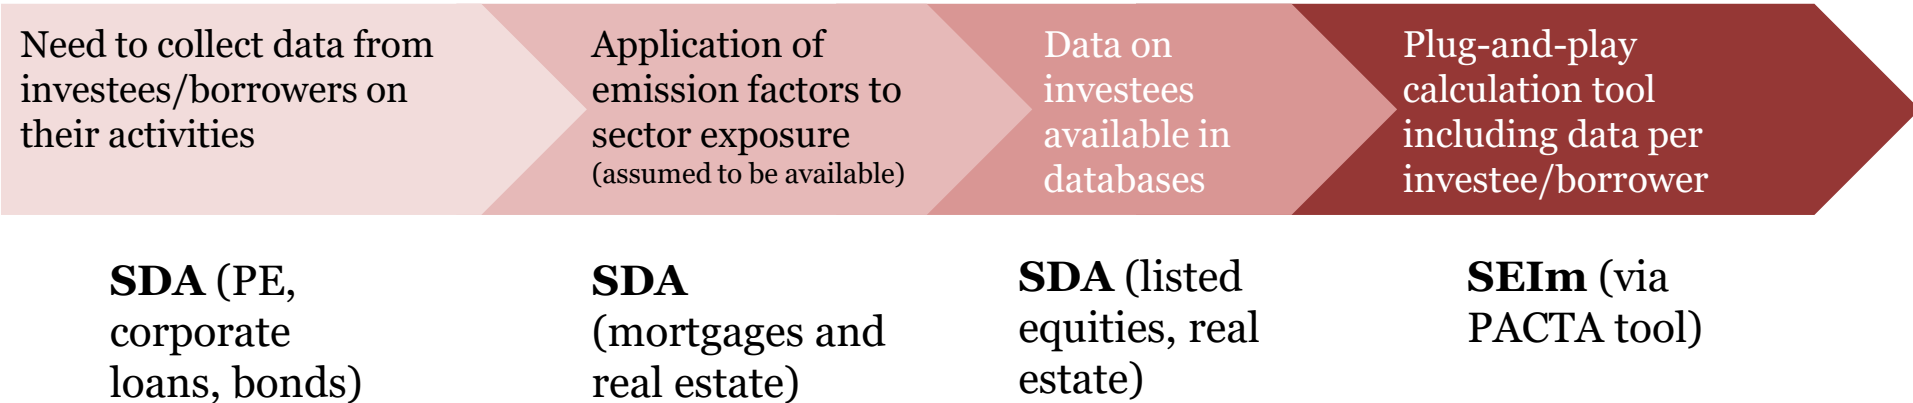 Need to collect data from
investees/borrowers on
their activities
Application of
emission factors to
sector exposure
(assumed to be available)
Data on
investees
available in
databases
Plug-and-play
calculation tool
including data per
investee/borrower
SDA (PE,
corporate
loans, bonds)
SDA
(mortgages and
real estate)
SDA (listed
equities, real
estate)
SEIm (via
PACTA tool)